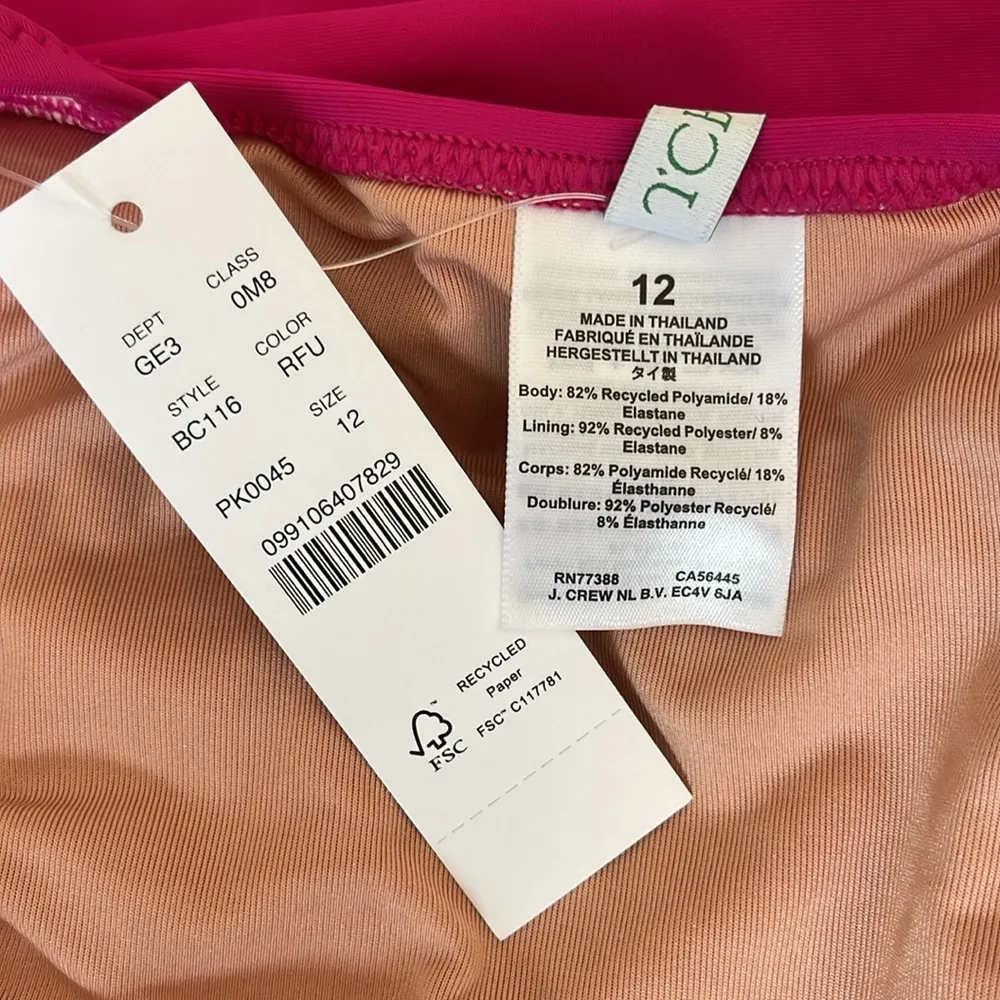 DEPT
GE3
CLASS
0M8
STYLE
BC116
COLOR
RFU
PK0045
SIZE
12
099106407829
RECYCLED
Paper
FSC™ C117781
FSC™
12
MADE IN THAILAND
FABRIQUÉ EN THAÏLANDE
HERGESTELLT IN THAILAND
タイ製
Body: 82% Recycled Polyamide/ 18%
Elastane
Lining: 92% Recycled Polyester/ 8%
Elastane
Corps: 82% Polyamide Recyclé/ 18%
Élasthanne
Doublure: 92% Polyester Recyclé/
8% Élasthanne
RN77388 CA56445
J. CREW NL B.V. EC4V 6JA